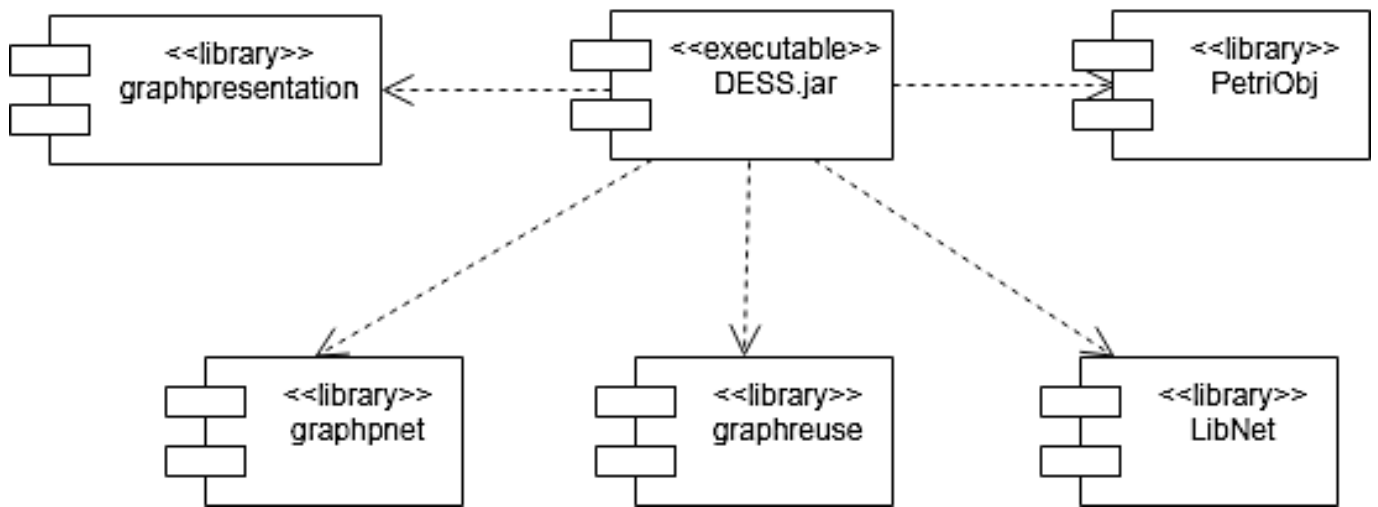 <<library>>
graphpresentation
<<executable>>
DESS.jar
<<library>>
PetriObj
<<library>>
graphpnet
<<library>>
graphreuse
<<library>>
LibNet